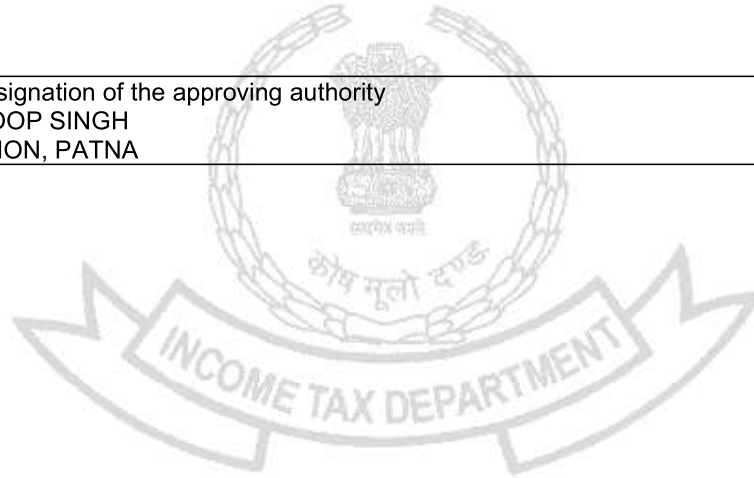 signation of the approving authority
OOP SINGH
ION, PATNA
सत्यमेव जयते
कोष मूलो दण्ड
INCOME TAX DEPARTMENT